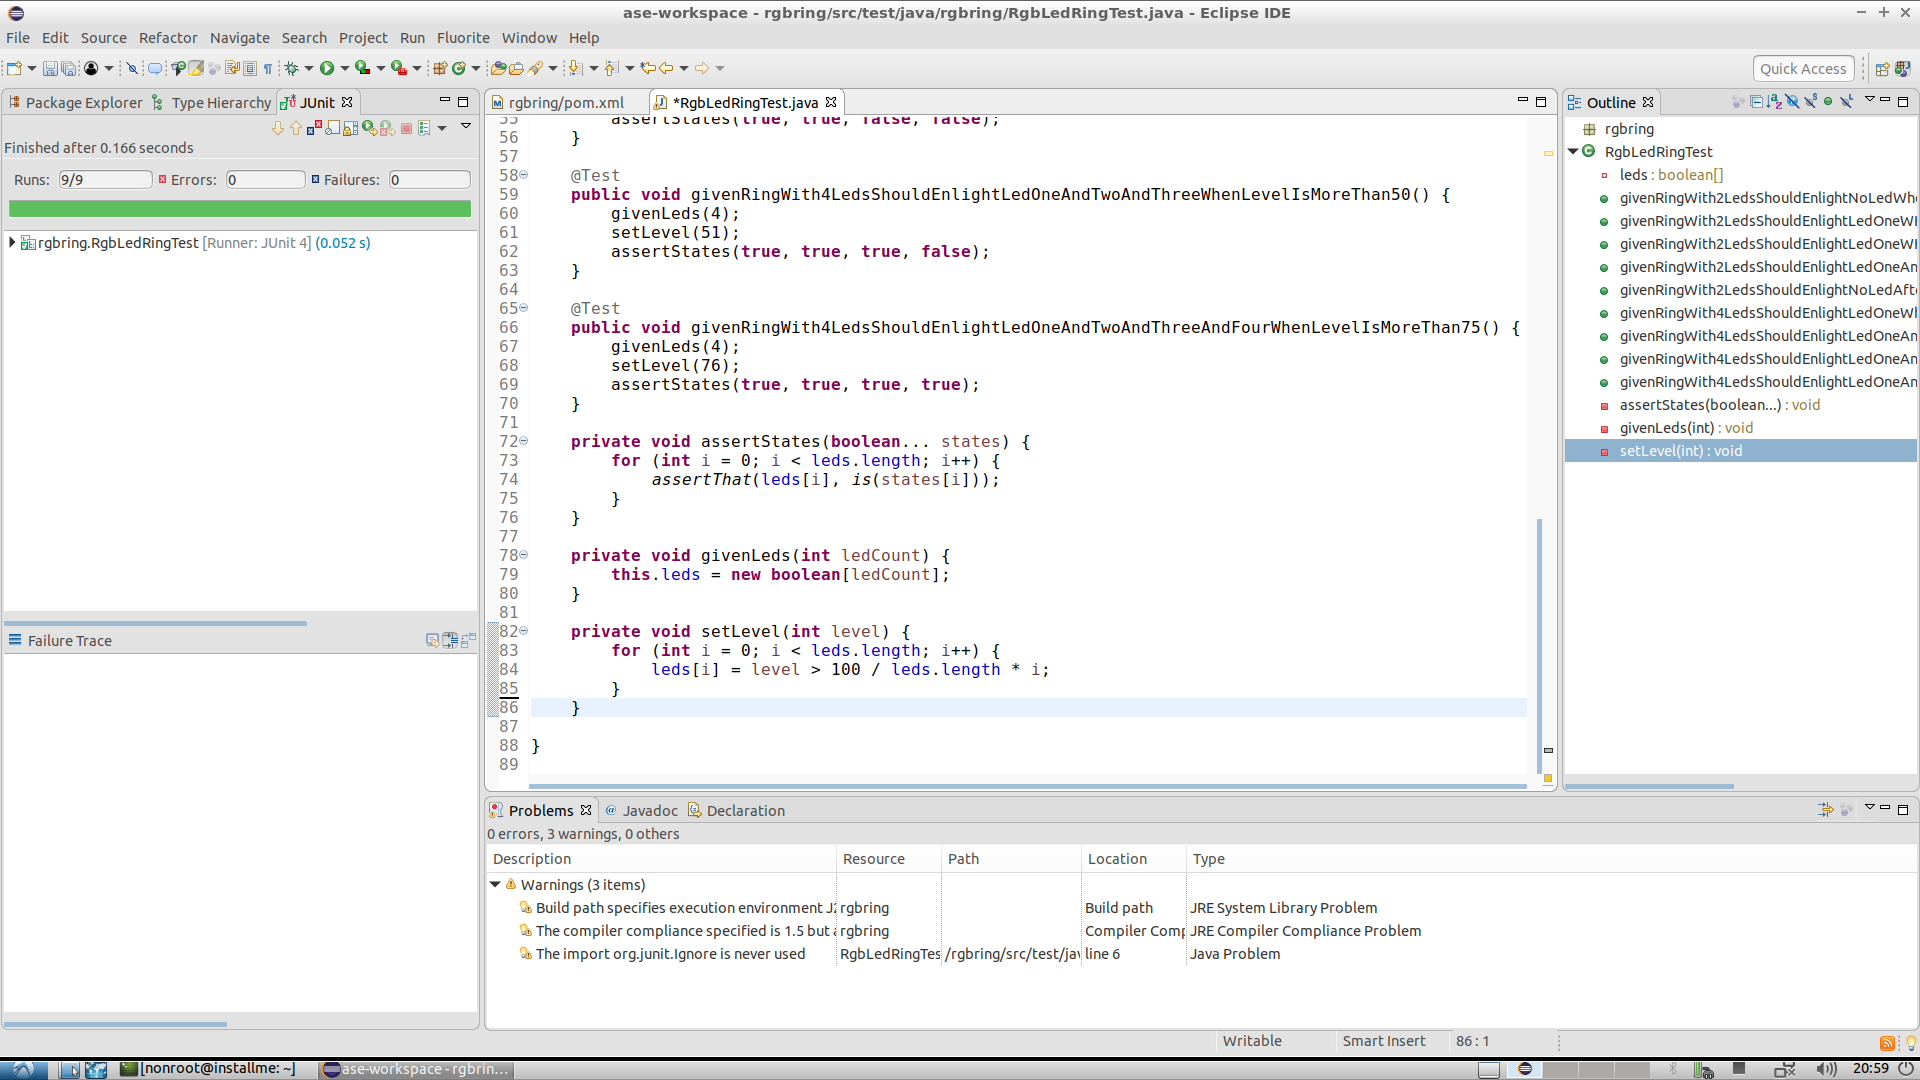 ase-workspace - rgbring/src/test/java/rgbring/RgbLedRingTest.java - Eclipse IDE
File Edit Source Refactor Navigate Search Project Run Fluorite Window Help
Quick Access
Package Explorer Type Hierarchy JUnit
Finished after 0.166 seconds
Runs: 9/9 Errors: 0 Failures: 0
rgbring.RgbLedRingTest [Runner: JUnit 4] (0.052 s)
Failure Trace
rgbring/pom.xml *RgbLedRingTest.java
55 assertStates(true, true, false, false);
56 }
57
58 @Test
59 public void givenRingWith4LedsShouldEnlightLedOneAndTwoAndThreeWhenLevelIsMoreThan50() {
60 givenLeds(4);
61 setLevel(51);
62 assertStates(true, true, true, false);
63 }
64
65 @Test
66 public void givenRingWith4LedsShouldEnlightLedOneAndTwoAndThreeAndFourWhenLevelIsMoreThan75() {
67 givenLeds(4);
68 setLevel(76);
69 assertStates(true, true, true, true);
70 }
71
72 private void assertStates(boolean... states) {
73 for (int i = 0; i < leds.length; i++) {
74 assertThat(leds[i], is(states[i]));
75 }
76 }
77
78 private void givenLeds(int ledCount) {
79 this.leds = new boolean[ledCount];
80 }
81
82 private void setLevel(int level) {
83 for (int i = 0; i < leds.length; i++) {
84 leds[i] = level > 100 / leds.length * i;
85 }
86 }
87
88 }
89
Outline
rgbring
RgbLedRingTest
leds : boolean[]
givenRingWith2LedsShouldEnlightNoLedWhe
givenRingWith2LedsShouldEnlightLedOneWh
givenRingWith2LedsShouldEnlightLedOneWh
givenRingWith2LedsShouldEnlightLedOneAn
givenRingWith2LedsShouldEnlightNoLedAft
givenRingWith4LedsShouldEnlightLedOneWh
givenRingWith4LedsShouldEnlightLedOneAn
givenRingWith4LedsShouldEnlightLedOneAn
givenRingWith4LedsShouldEnlightLedOneAn
assertStates(boolean...) : void
givenLeds(int) : void
setLevel(int) : void
Problems Javadoc Declaration
0 errors, 3 warnings, 0 others
Description Resource Path Location Type
Warnings (3 items)
Build path specifies execution environment J2 rgbring Build path JRE System Library Problem
The compiler compliance specified is 1.5 but a rgbring Compiler Comp JRE Compiler Compliance Problem
The import org.junit.Ignore is never used RgbLedRingTes /rgbring/src/test/jav line 6 Java Problem
Writable Smart Insert 86 : 1
[nonroot@installme: ~] ase-workspace - rgbrin... 20:59